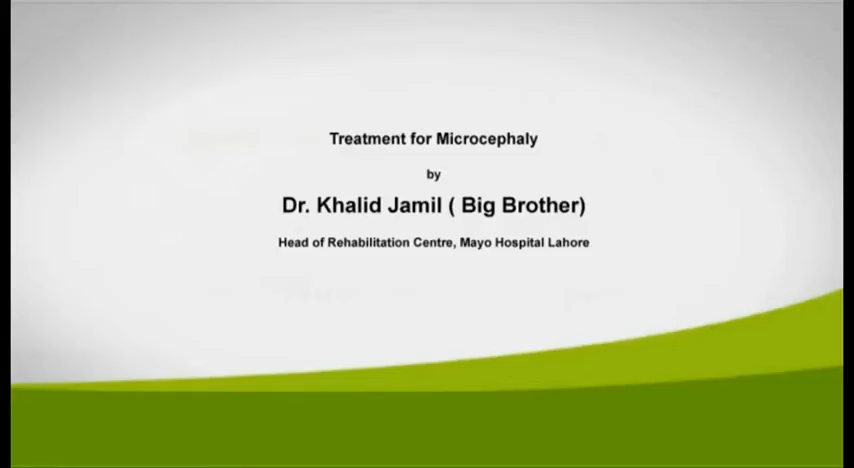 Treatment for Microcephaly
by
Dr. Khalid Jamil ( Big Brother)
Head of Rehabilitation Centre, Mayo Hospital Lahore